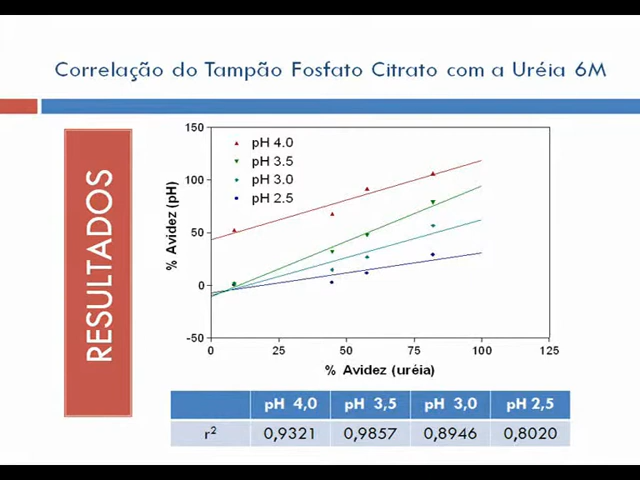 Correlação do Tampão Fosfato Citrato com a Uréia 6M
RESULTADOS
% Avidez (pH)
150
100
50
0
-50
pH 4.0
pH 3.5
pH 3.0
pH 2.5
0 25 50 75 100 125
% Avidez (uréia)
pH 4,0 pH 3,5 pH 3,0 pH 2,5
r² 0,9321 0,9857 0,8946 0,8020